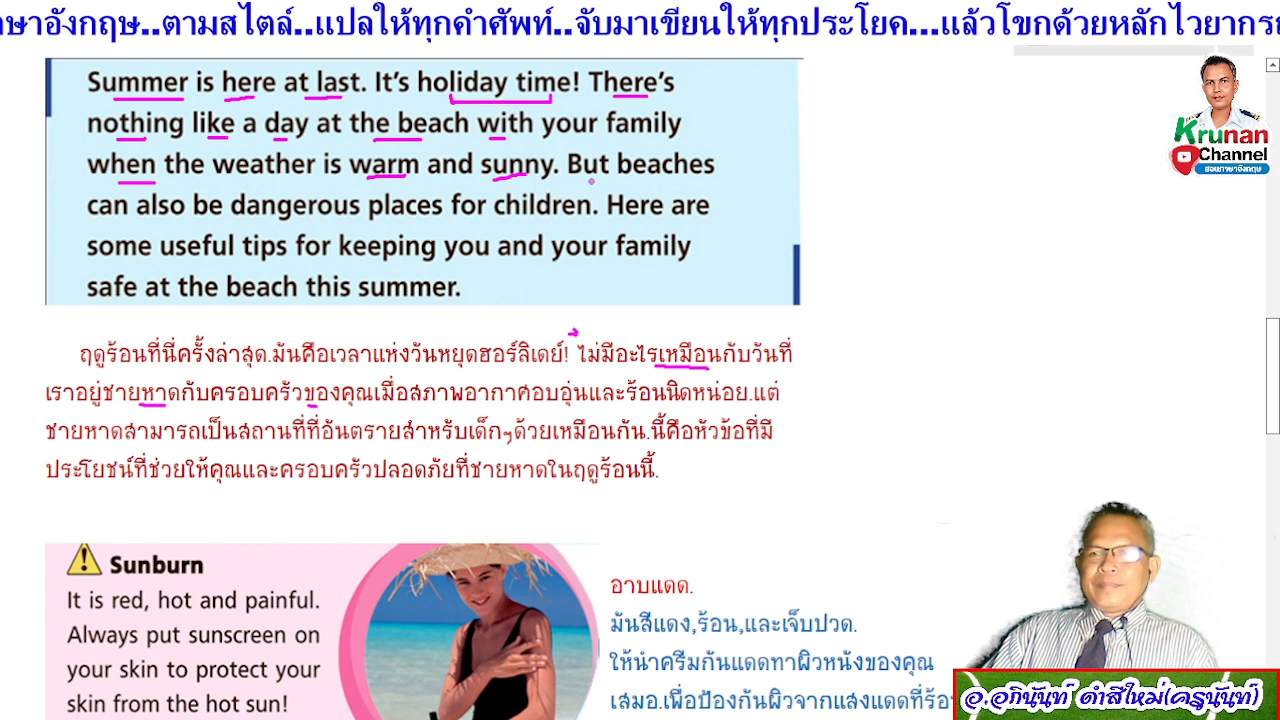 ษาอังกฤษ..ตามสไตล์..แปลให้ทุกคำศัพท์..จับมาเขียนให้ทุกประโยค...แล้วโขกด้วยหลักไวยากร
Summer is here at last. It's holiday time! There's
nothing like a day at the beach with your family
when the weather is warm and sunny. But beaches
can also be dangerous places for children. Here are
some useful tips for keeping you and your family
safe at the beach this summer.
Krunan
Channel
สอนภาษาอังกฤษ
ฤดูร้อนที่นี่ครั้งล่าสุด.มันคือเวลาแห่งวันหยุดฮอร์ลิเดย์! ไม่มีอะไรเหมือนกับวันที่
เราอยู่ชายหาดกับครอบครัวของคุณเมื่อสภาพอากาศอบอุ่นและร้อนนิดหน่อย.แต่
ชายหาดสามารถเป็นสถานที่ที่อันตรายสำหรับเด็กๆด้วยเหมือนกัน.นี้คือหัวข้อที่มี
ประโยชน์ที่ช่วยให้คุณและครอบครัวปลอดภัยที่ชายหาดในฤดูร้อนนี้.
Sunburn
It is red, hot and painful.
Always put sunscreen on
your skin to protect your
skin from the hot sun!
อาบแดด.
มันสีแดง,ร้อน,และเจ็บปวด.
ให้นำครีมกันแดดทาผิวหนังของคุณ
เสมอ.เพื่อป้องกันผิวจากแสงแดดที่ร้อ
อ.อภินันท์ คำสีใหม่(ครูนันท์)